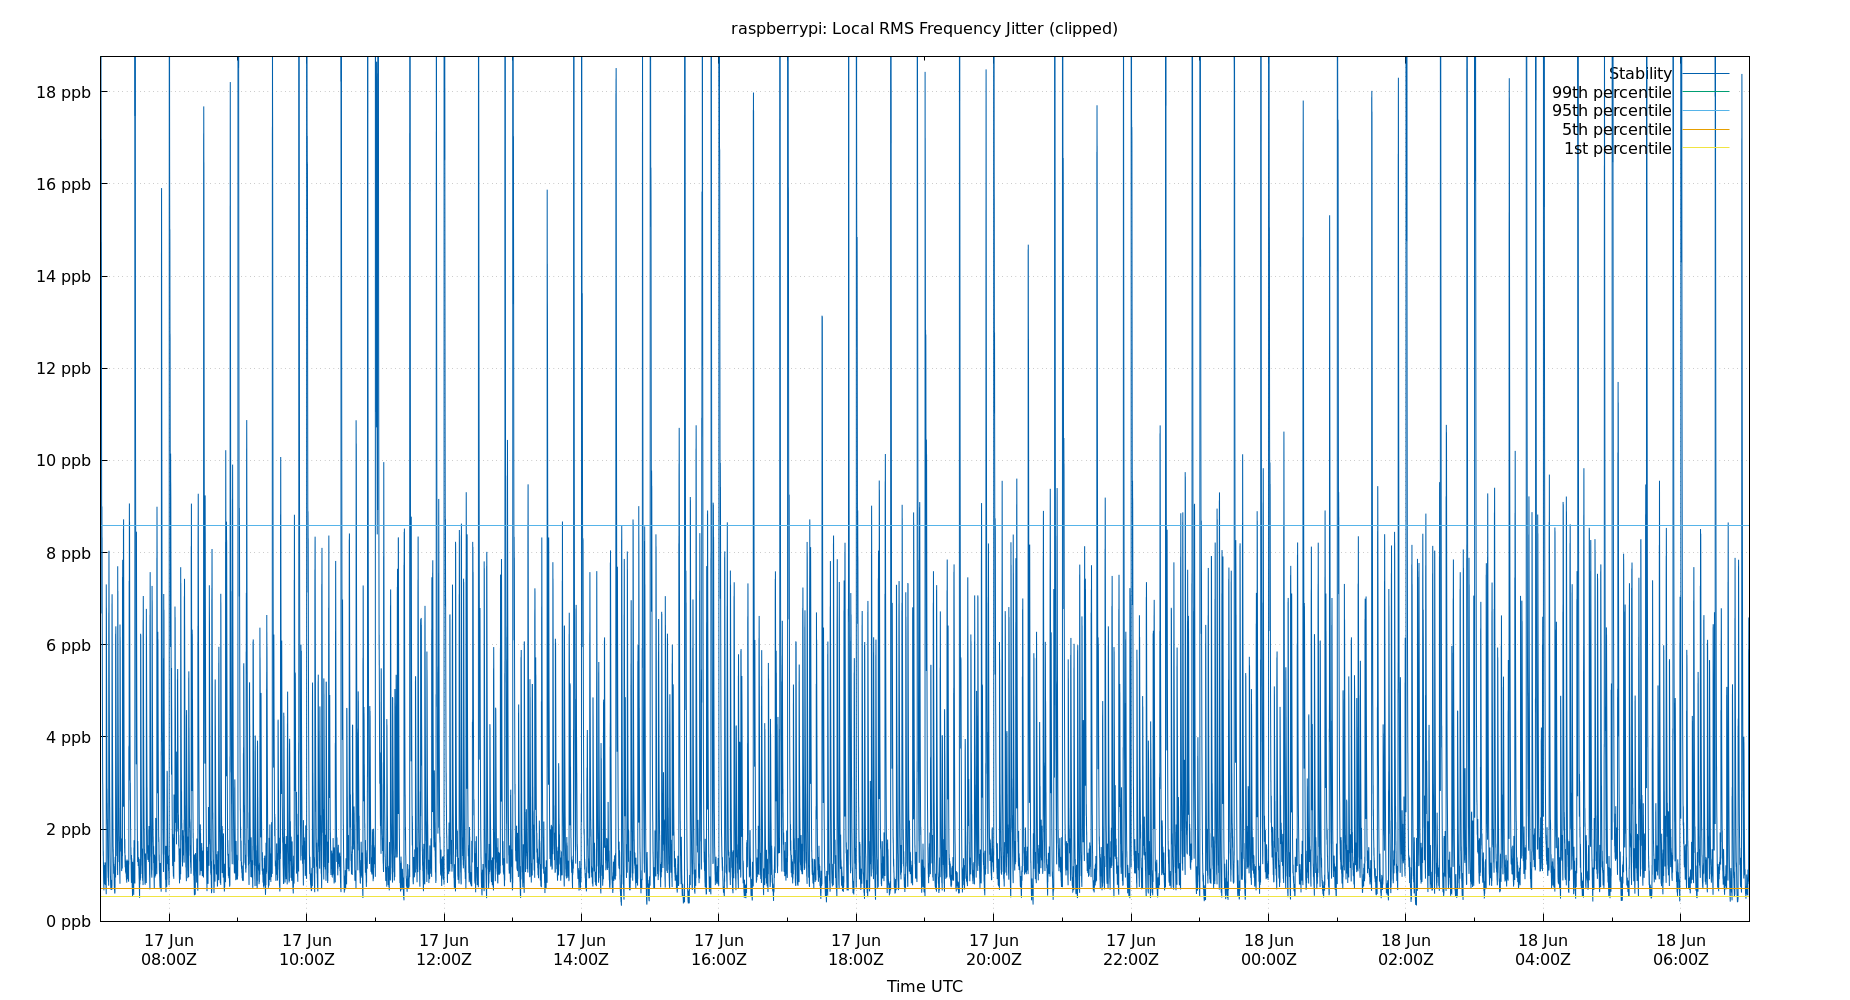 raspberrypi: Local RMS Frequency Jitter (clipped)
Stability
99th percentile
95th percentile
5th percentile
1st percentile
18 ppb
16 ppb
14 ppb
12 ppb
10 ppb
8 ppb
6 ppb
4 ppb
2 ppb
0 ppb
17 Jun 17 Jun 17 Jun 17 Jun 17 Jun 17 Jun 17 Jun 17 Jun 18 Jun 18 Jun 18 Jun 18 Jun
08:00Z 10:00Z 12:00Z 14:00Z 16:00Z 18:00Z 20:00Z 22:00Z 00:00Z 02:00Z 04:00Z 06:00Z
Time UTC